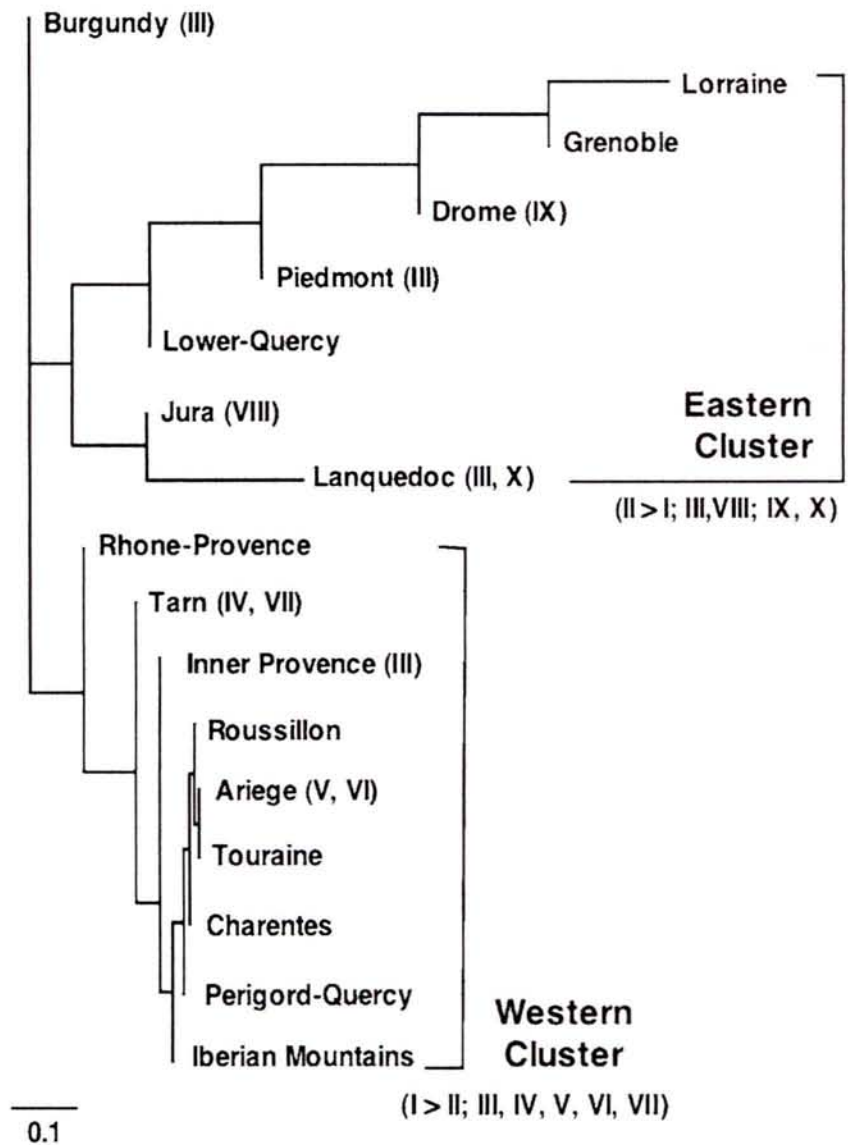 Burgundy (III)
Lorraine
Grenoble
Drome (IX)
Piedmont (III)
Lower-Quercy
Jura (VIII)
Eastern
Cluster
Lanquedoc (III, X)
(II > I; III,VIII; IX, X)
Rhone-Provence
Tarn (IV, VII)
Inner Provence (III)
Roussillon
Ariege (V, VI)
Touraine
Charentes
Perigord-Quercy
Western
Cluster
Iberian Mountains
(I > II; III, IV, V, VI, VII)
0.1